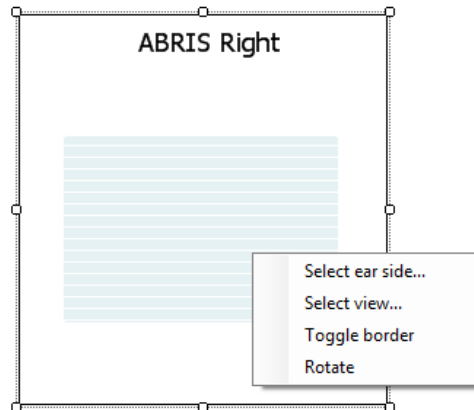 ABRIS Right
Select ear side...
Select view...
Toggle border
Rotate